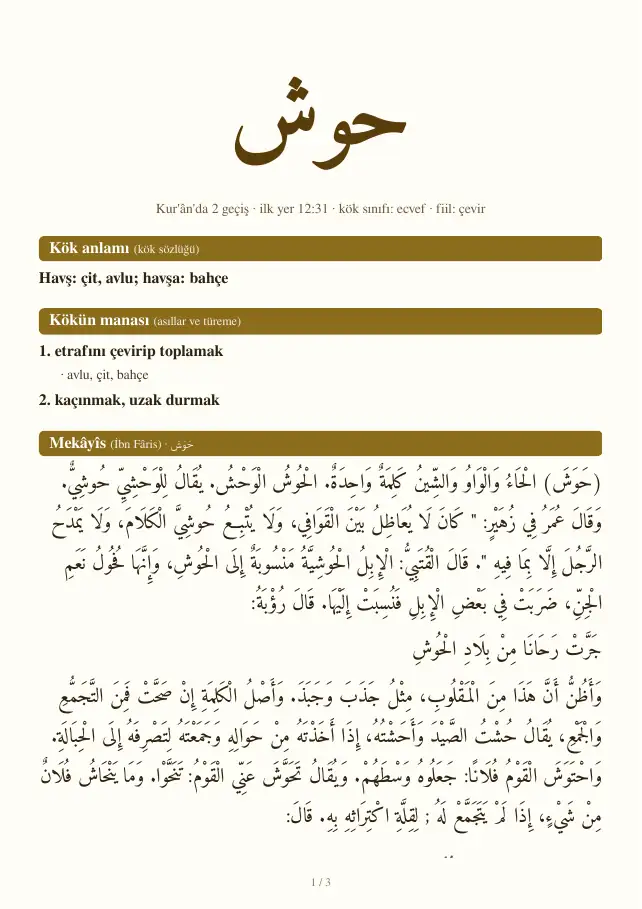 حوش
Kur'ân'da 2 geçiş · ilk yer 12:31 · kök sınıfı: ecvef · fiil: çevir
Kök anlamı (kök sözlüğü)
Havş: çit, avlu; havşa: bahçe
Kökün manası (asıllar ve türeme)
1. etrafını çevirip toplamak
· avlu, çit, bahçe
2. kaçınmak, uzak durmak
Mekâyîs (İbn Fâris) · حَوَشَ
(حَوَشَ) الْحَاءُ وَالْوَاوُ وَالشِّينُ كَلِمَةٌ وَاحِدَةٌ. الْحُوشُ الْوَحْشُ. يُقَالُ لِلْوَحْشِيِّ حُوشِيٌّ.
وَقَالَ عُمَرُ فِي زُهَيْرٍ: " كَانَ لَا يُعَاظِلُ بَيْنَ الْقَوَافِي، وَلَا يُتْبِعُ حُوشِيَّ الْكَلَامَ، وَلَا يَمْدَحُ
الرَّجُلَ إِلَّا بِمَا فِيهِ ". قَالَ الْقُتَبِيُّ: الْإِبِلُ الْحُوشِيَّةُ مَنْسُوبَةٌ إِلَى الْحُوشِ، وَإِنَّهَا فُحُولُ نَعَمِ
الْجِنِّ، ضَرَبَتْ فِي بَعْضِ الْإِبِلِ فَنُسِبَتْ إِلَيْهَا. قَالَ رُؤْبَةُ:
جَرَّتْ رَحَانَا مِنْ بِلَادِ الْحُوشِ
وَأَظُنُّ أَنَّ هَذَا مِنَ الْمَقْلُوبِ، مِثْلُ جَذَبَ وَجَبَذَ. وَأَصْلُ الْكَلِمَةِ إِنْ صَحَّتْ فَمِنَ التَّجَمُّعِ
وَالْجَمْعِ، يُقَالُ حُشْتُ الصَّيْدَ وَأَحَشْتُهُ، إِذَا أَخَذْتَهُ مِنْ حَوَالِهِ وَجَمَعْتَهُ لِتَصْرِفَهُ إِلَى الْحِبَالَةِ.
وَاحْتَوَشَ الْقَوْمُ فُلَانًا: جَعَلُوهُ وَسْطَهُمْ. وَيُقَالُ تَحَوَّشَ عَنِّي الْقَوْمُ: تَنَحَّوْا. وَمَا يَنْحَاشُ فُلَانٌ
مِنْ شَيْءٍ، إِذَا لَمْ يَتَجَمَّعْ لَهُ ; لِقِلَّةِ اكْتِرَاثِهِ بِهِ. قَالَ:
1 / 3